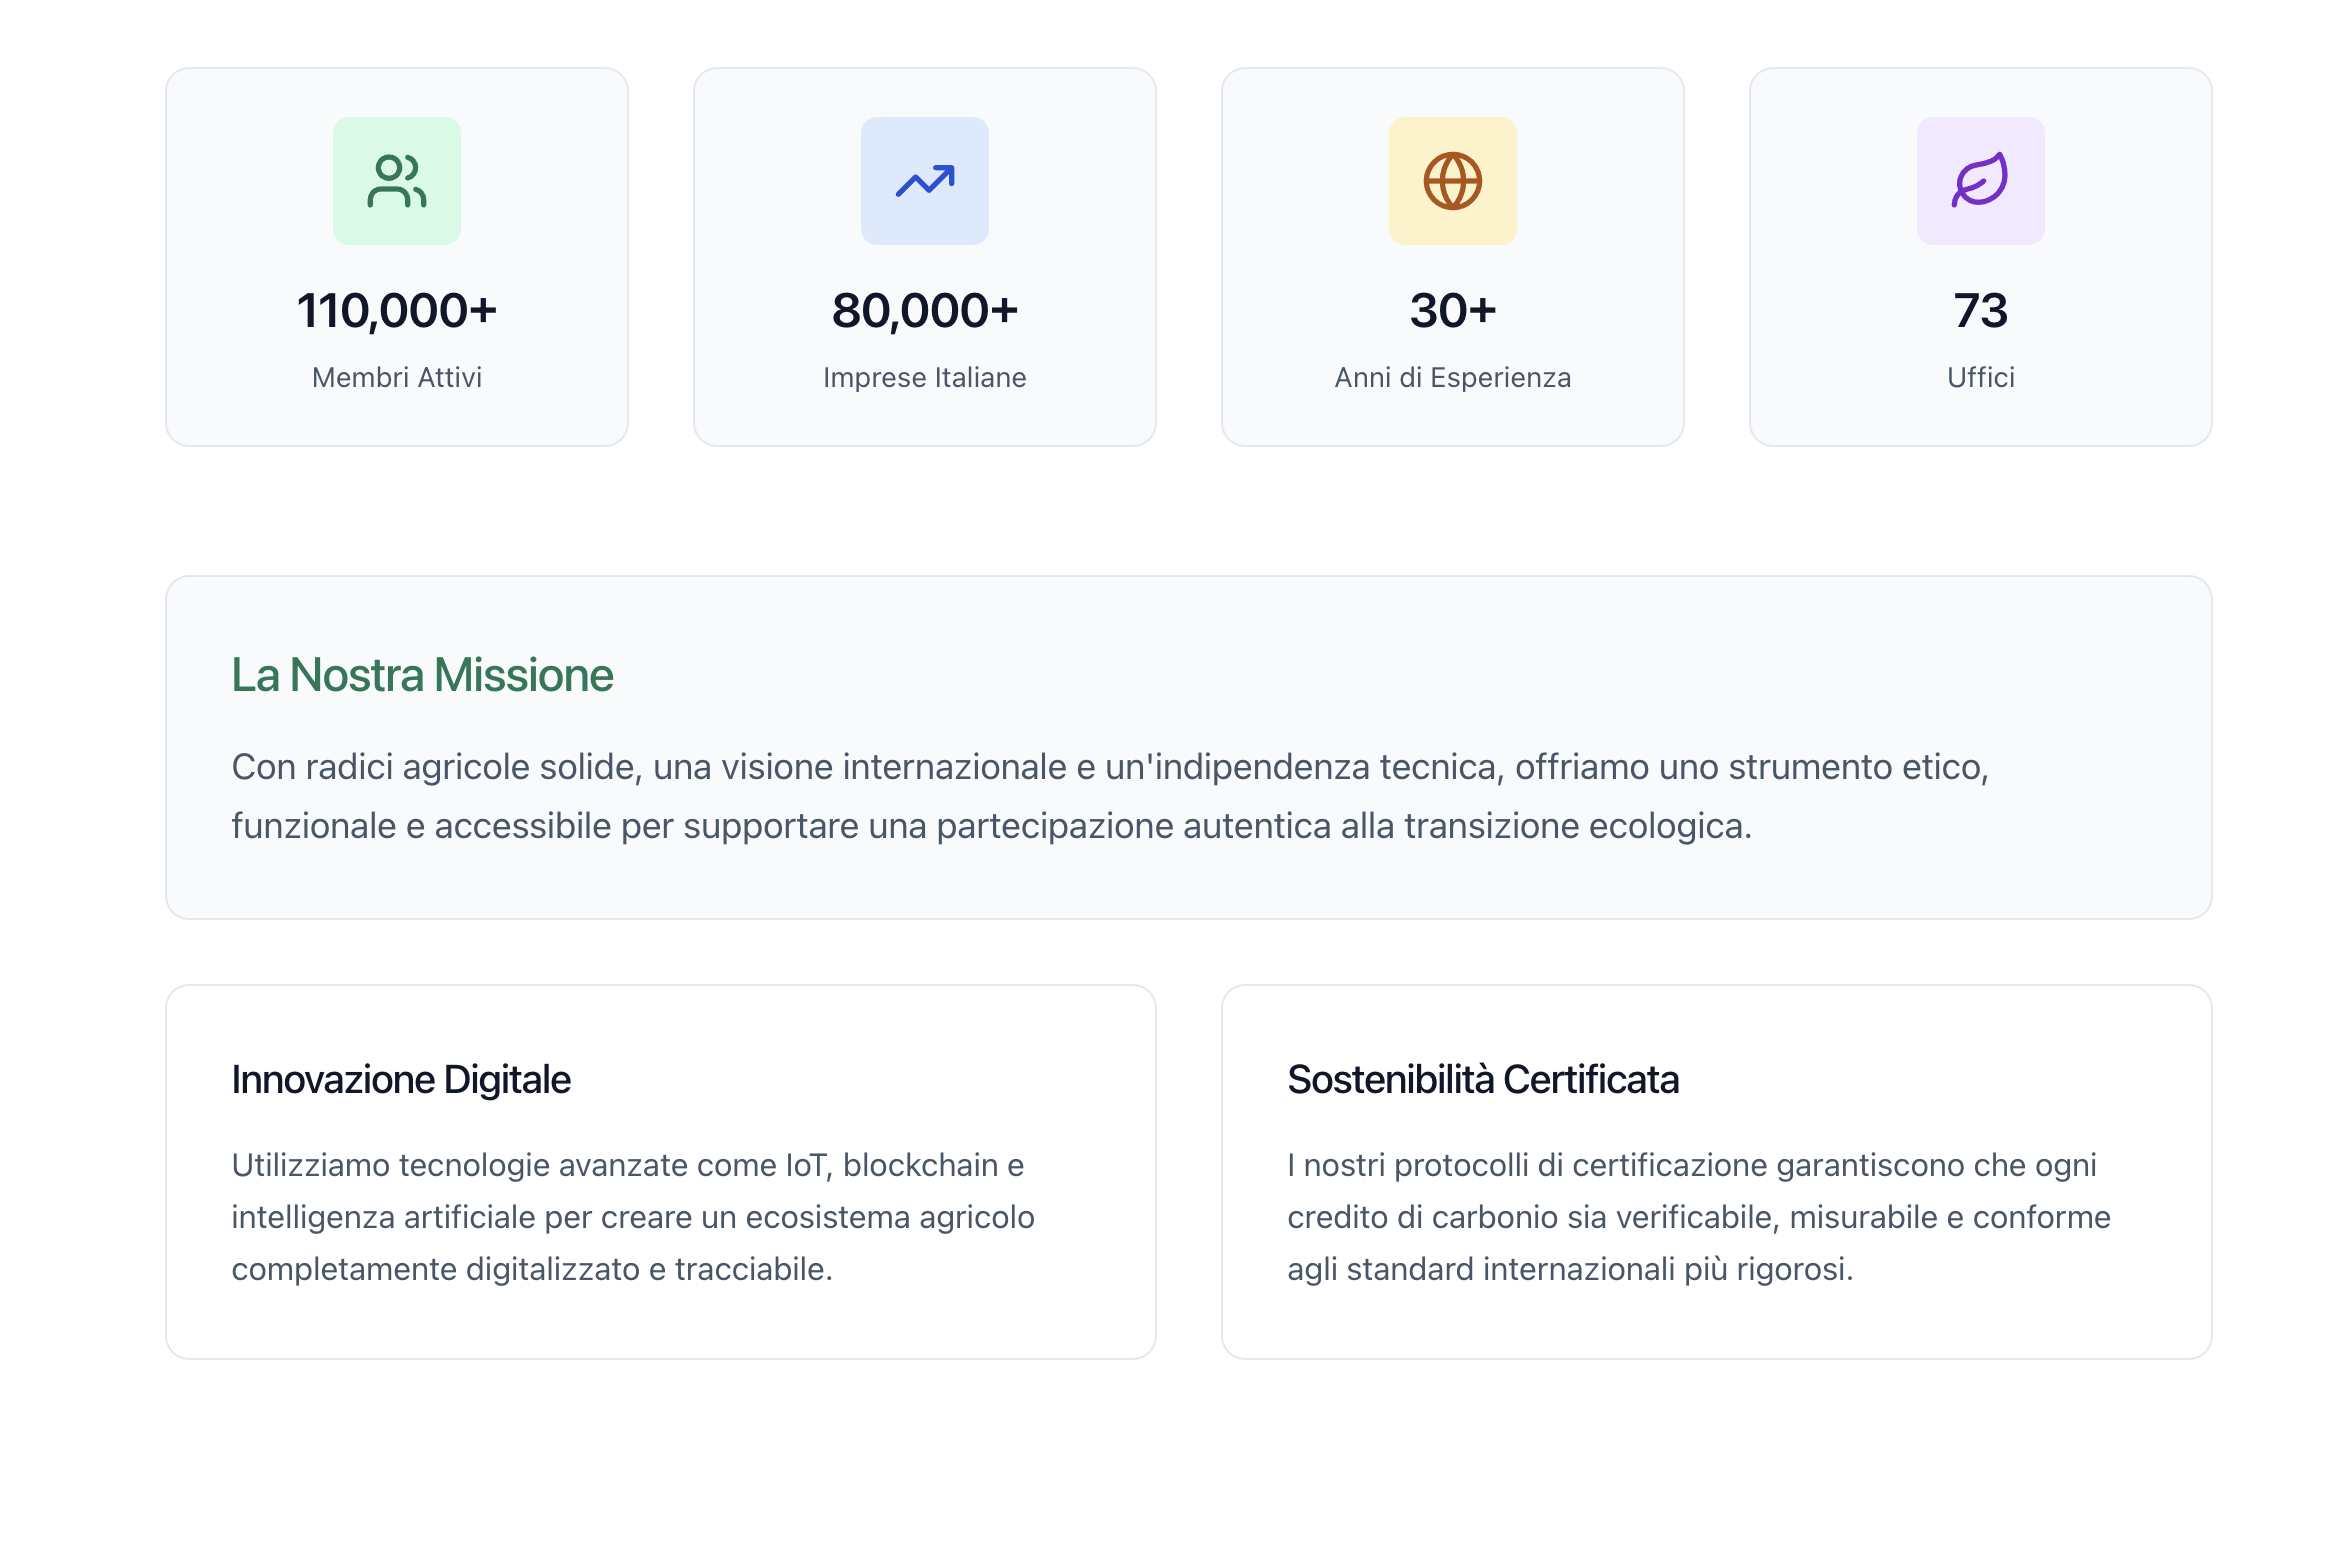 110,000+
Membri Attivi
80,000+
Imprese Italiane
30+
Anni di Esperienza
73
Uffici
La Nostra Missione
Con radici agricole solide, una visione internazionale e un'indipendenza tecnica, offriamo uno strumento etico,
funzionale e accessibile per supportare una partecipazione autentica alla transizione ecologica.
Innovazione Digitale
Utilizziamo tecnologie avanzate come IoT, blockchain e
intelligenza artificiale per creare un ecosistema agricolo
completamente digitalizzato e tracciabile.
Sostenibilità Certificata
I nostri protocolli di certificazione garantiscono che ogni
credito di carbonio sia verificabile, misurabile e conforme
agli standard internazionali più rigorosi.